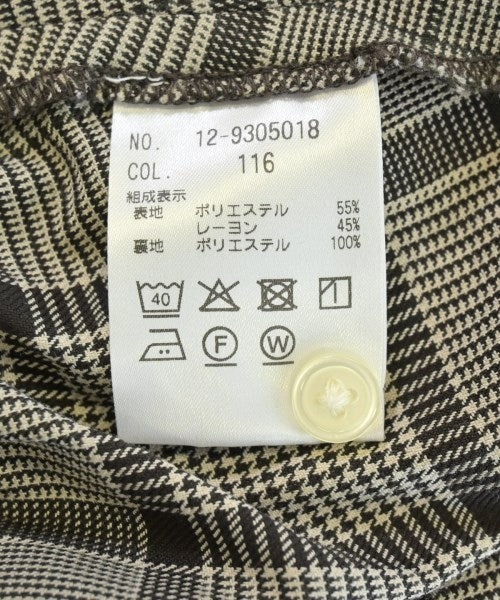 NO. 12-9305018
COL. 116
組成表示
表地 ポリエステル 55%
レーヨン 45%
裏地 ポリエステル 100%
40
F W